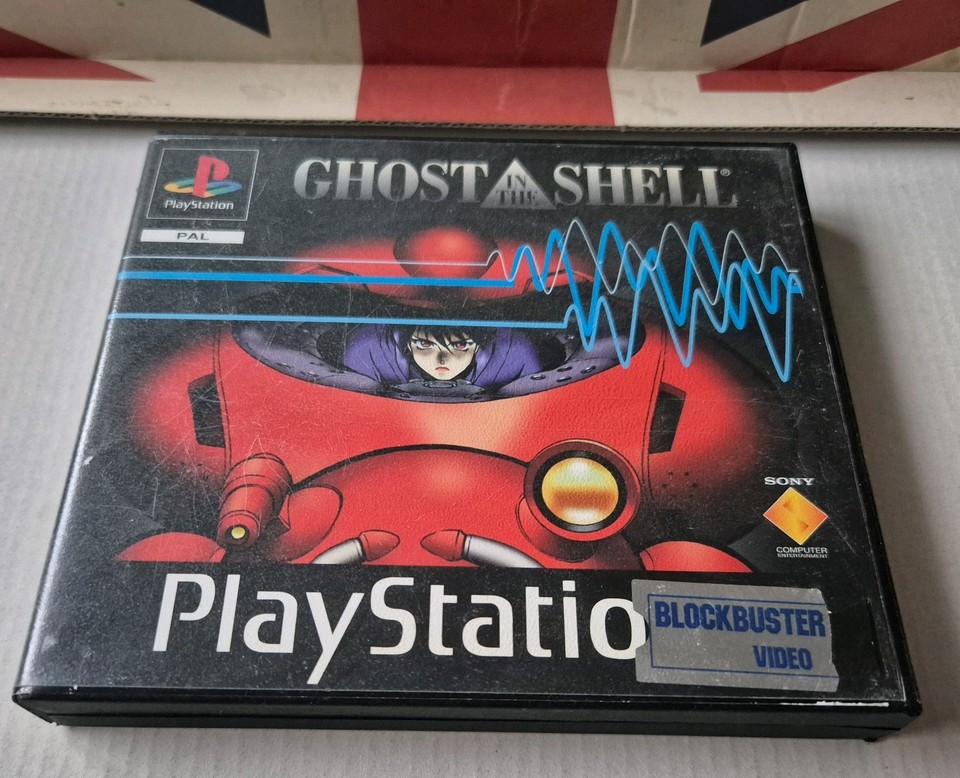 GHOST IN THE SHELL®
PlayStation
PAL
SONY
COMPUTER
ENTERTAINMENT
PlayStatio
BLOCKBUSTER
VIDEO